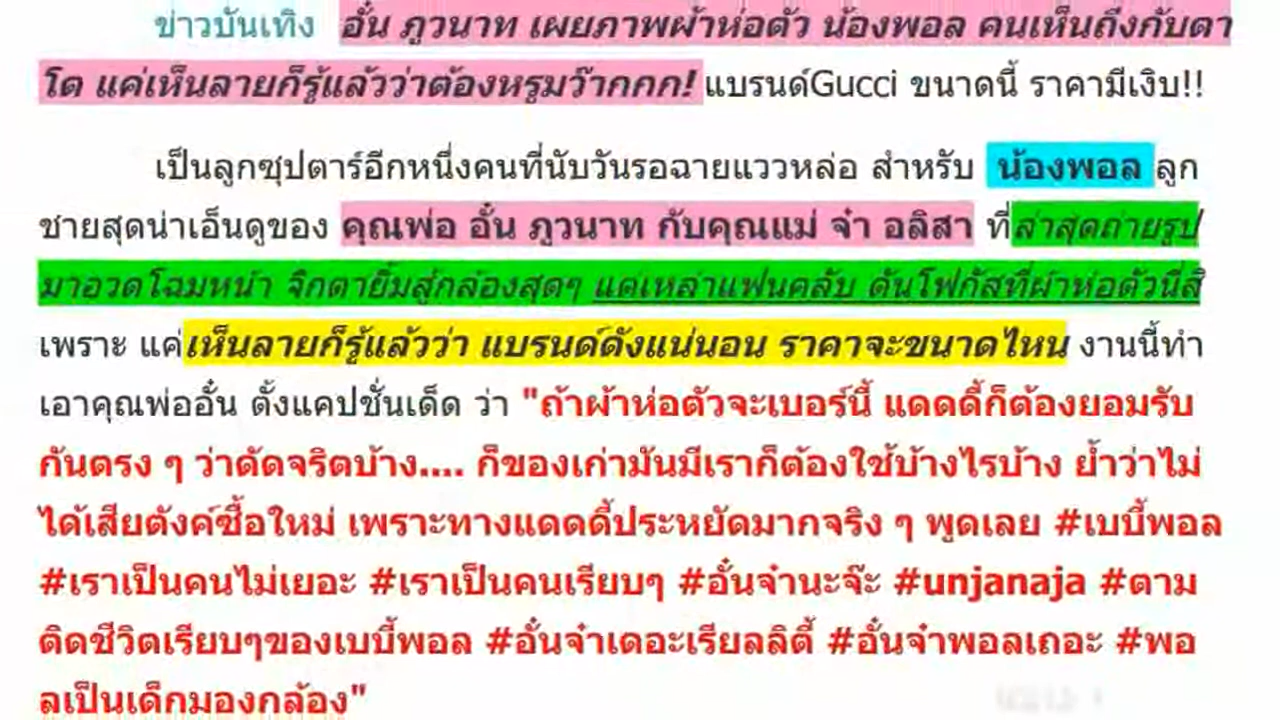 ข่าวบันเทิง อั๋น ภูวนาท เผยภาพผ้าห่อตัว น้องพอล คนเห็นถึงกับตา
โต แค่เห็นลายก็รู้แล้วว่าต้องหรูมว๊ากกก! แบรนด์Gucci ขนาดนี้ ราคามีเงิบ!!
เป็นลูกซุปตาร์อีกหนึ่งคนที่นับวันรอฉายแววหล่อ สำหรับ น้องพอล ลูก
ชายสุดน่าเอ็นดูของ คุณพ่อ อั๋น ภูวนาท กับคุณแม่ จ๋า อลิสา ที่ล่าสุดถ่ายรูป
มาอวดโฉมหน้า จิกตายิ้มสู้กล้องสุดๆ แต่เหล่าแฟนคลับ ดันโฟกัสที่ผ้าห่อตัวนี่สิ
เพราะ แค่เห็นลายก็รู้แล้วว่า แบรนด์ดังแน่นอน ราคาจะขนาดไหน งานนี้ทำ
เอาคุณพ่ออั๋น ตั้งแคปชั่นเด็ด ว่า "ถ้าผ้าห่อตัวจะเบอร์นี้ แดดดี้ก็ต้องยอมรับ
กันตรง ๆ ว่าดัดจริตบ้าง.... ก็ของเก่ามันมีเราก็ต้องใช้บ้างไรบ้าง ย้ำว่าไม่
ได้เสียตังค์ซื้อใหม่ เพราะทางแดดดี้ประหยัดมากจริง ๆ พูดเลย #เบบี้พอล
#เราเป็นคนไม่เยอะ #เราเป็นคนเรียบๆ #อั๋นจ๋านะจ๊ะ #unjanaja #ตาม
ติดชีวิตเรียบๆของเบบี้พอล #อั๋นจ๋าเดอะเรียลลิตี้ #อั๋นจ๋าพอลเถอะ #พอ
ลเป็นเด็กมองกล้อง"